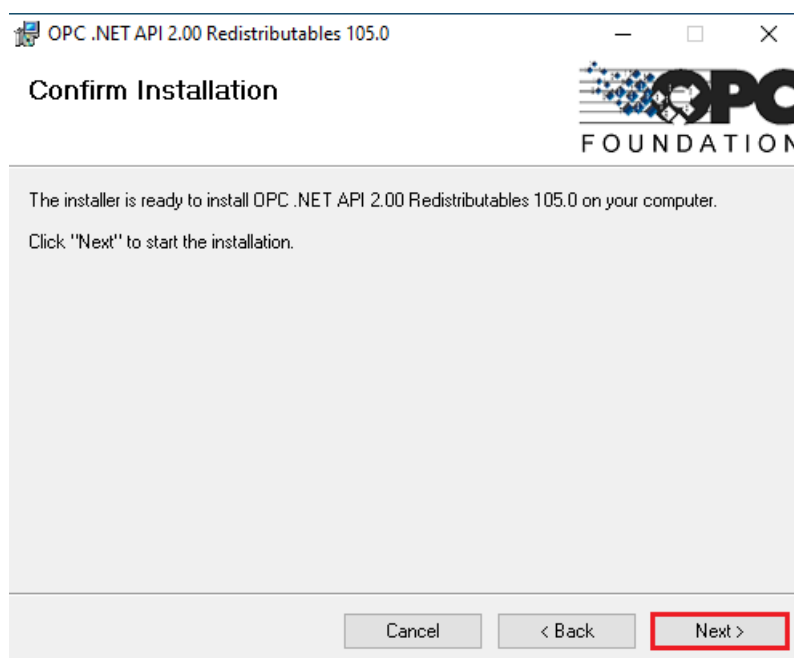 OPC .NET API 2.00 Redistributables 105.0
Confirm Installation
OPC
FOUNDATION
The installer is ready to install OPC .NET API 2.00 Redistributables 105.0 on your computer.
Click "Next" to start the installation.
Cancel
< Back
Next >